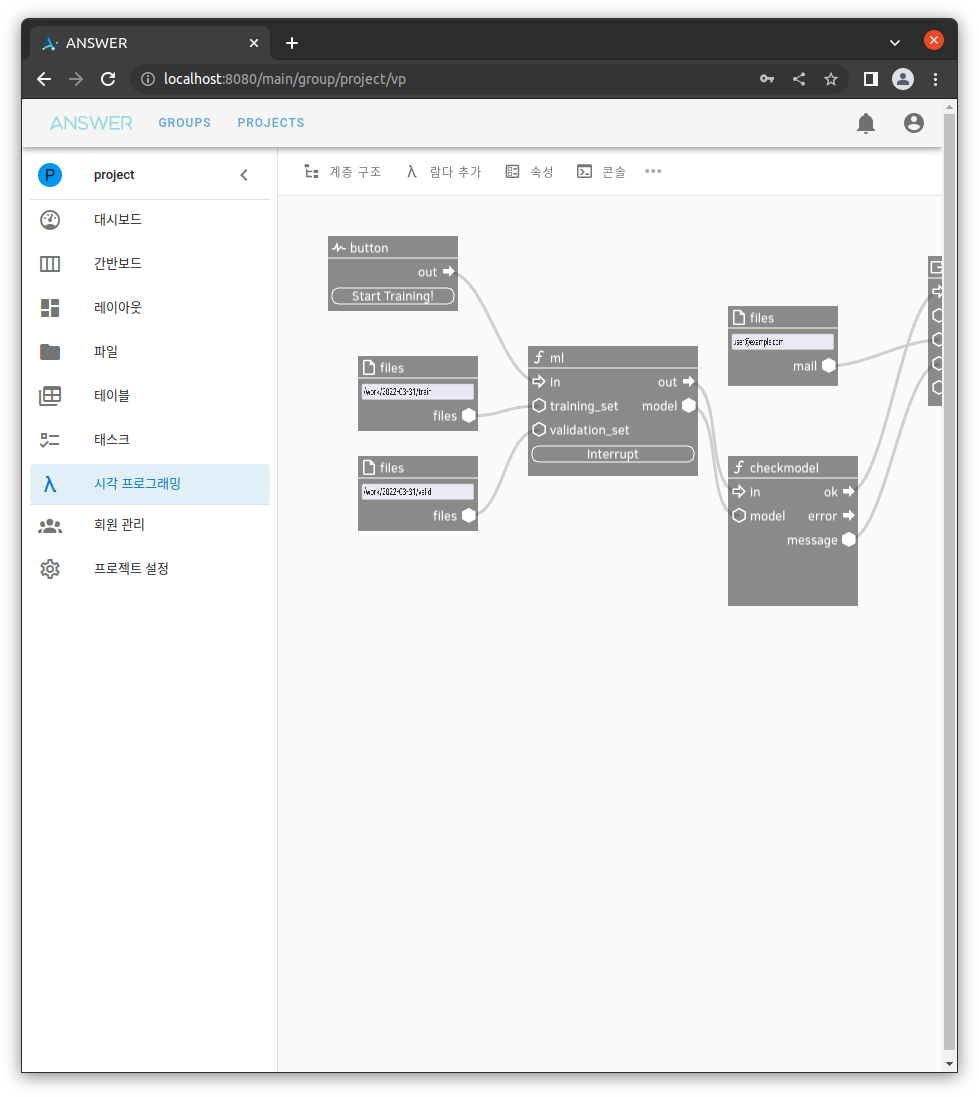 ANSWER
localhost:8080/main/group/project/vp
ANSWER GROUPS PROJECTS
P project
계층 구조 λ 람다 추가 속성 콘솔
대시보드
간반보드
레이아웃
파일
테이블
태스크
λ 시각 프로그래밍
회원 관리
프로젝트 설정
button
out
Start Training!
files
/work/2022-03-31/train
files
files
/work/2022-03-31/valid
files
ƒ ml
in out
training_set model
validation_set
Interrupt
files
user@example.com
mail
ƒ checkmodel
in ok
model error
message